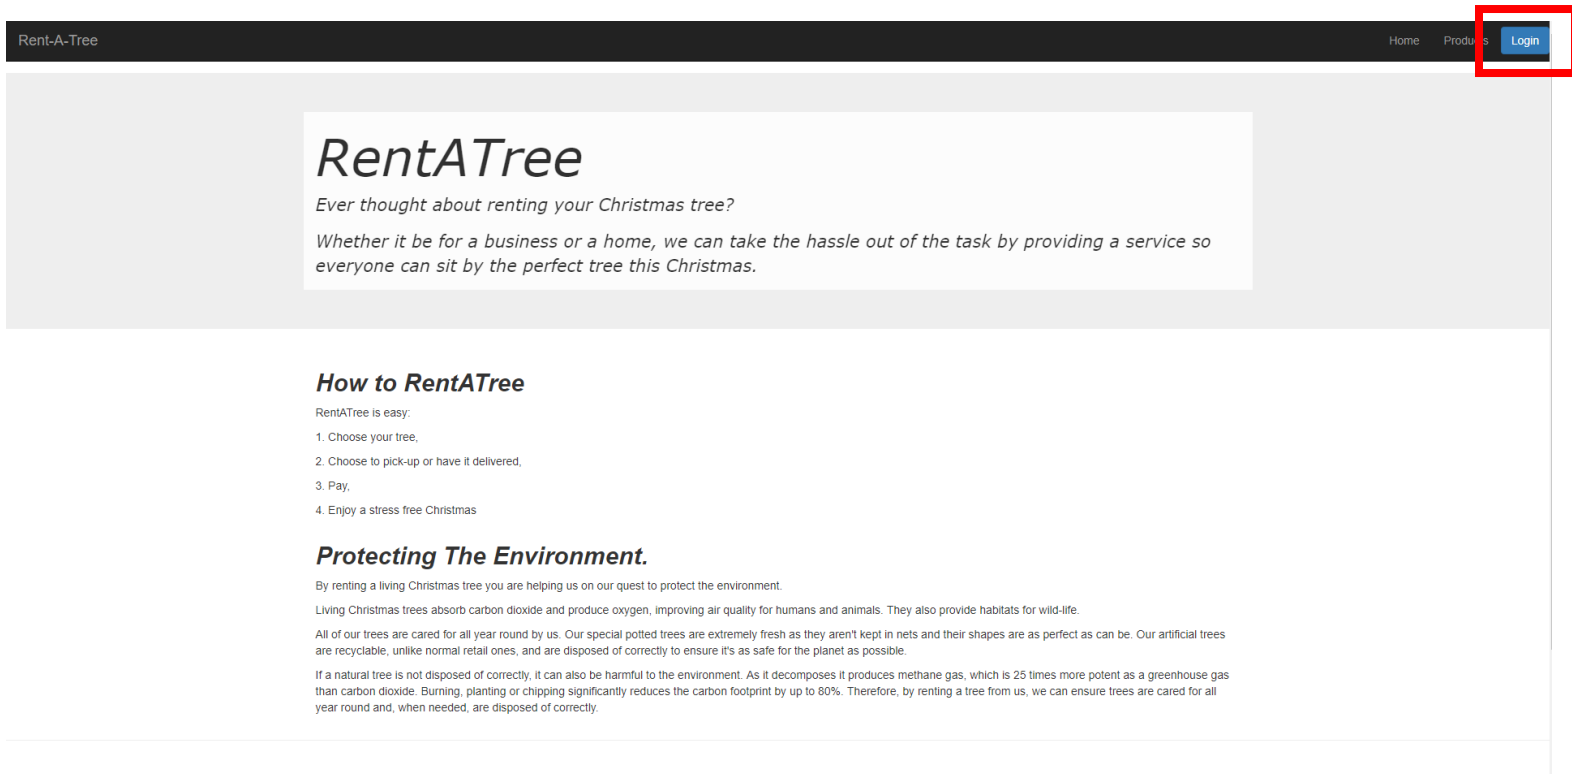 Rent-A-Tree
Home Products Login
RentATree
Ever thought about renting your Christmas tree?
Whether it be for a business or a home, we can take the hassle out of the task by providing a service so
everyone can sit by the perfect tree this Christmas.
How to RentATree
RentATree is easy:
1. Choose your tree,
2. Choose to pick-up or have it delivered,
3. Pay,
4. Enjoy a stress free Christmas
Protecting The Environment.
By renting a living Christmas tree you are helping us on our quest to protect the environment.
Living Christmas trees absorb carbon dioxide and produce oxygen, improving air quality for humans and animals. They also provide habitats for wild-life.
All of our trees are cared for all year round by us. Our special potted trees are extremely fresh as they aren't kept in nets and their shapes are as perfect as can be. Our artificial trees
are recyclable, unlike normal retail ones, and are disposed of correctly to ensure it's as safe for the planet as possible.
If a natural tree is not disposed of correctly, it can also be harmful to the environment. As it decomposes it produces methane gas, which is 25 times more potent as a greenhouse gas
than carbon dioxide. Burning, planting or chipping significantly reduces the carbon footprint by up to 80%. Therefore, by renting a tree from us, we can ensure trees are cared for all
year round and, when needed, are disposed of correctly.